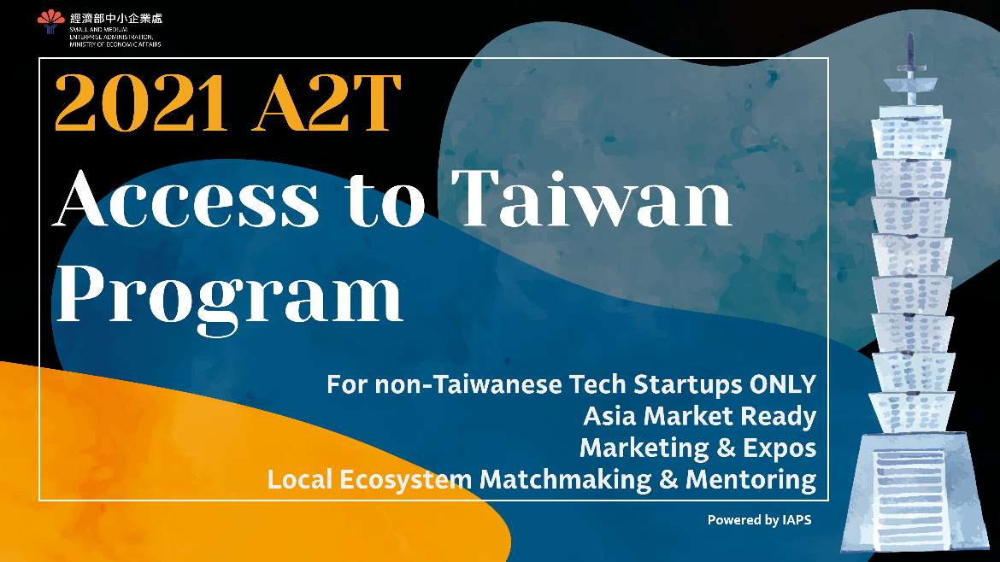 經濟部中小企業處
SMALL AND MEDIUM
ENTERPRISE ADMINISTRATION,
MINISTRY OF ECONOMIC AFFAIRS
2021 A2T
Access to Taiwan
Program
For non-Taiwanese Tech Startups ONLY
Asia Market Ready
Marketing & Expos
Local Ecosystem Matchmaking & Mentoring
Powered by IAPS